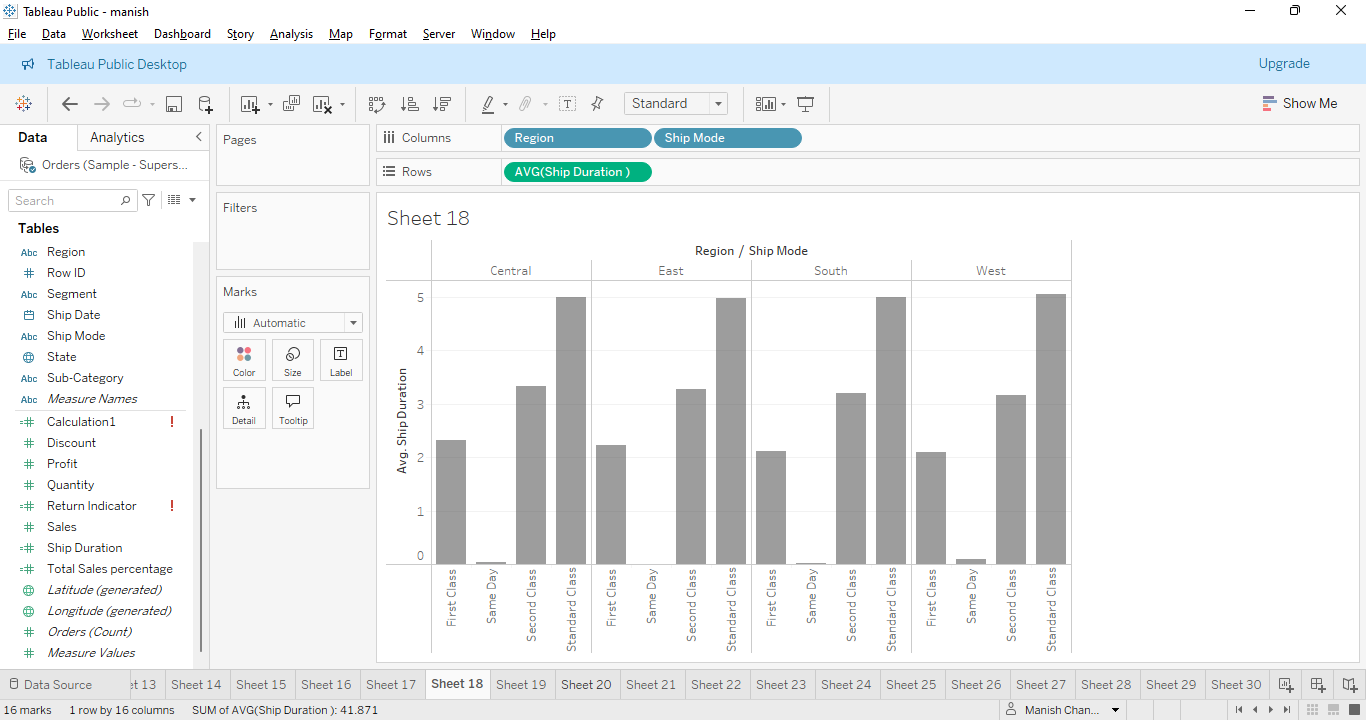 Tableau Public - manish
File Data Worksheet Dashboard Story Analysis Map Format Server Window Help
Tableau Public Desktop Upgrade
Standard Show Me
Data Analytics
Orders (Sample - Supers...
Search
Tables
Abc Region
Row ID
Abc Segment
Ship Date
Abc Ship Mode
State
Abc Sub-Category
Abc Measure Names
Calculation1 !
Discount
Profit
Quantity
Return Indicator !
Sales
Ship Duration
Total Sales percentage
Latitude (generated)
Longitude (generated)
Orders (Count)
Measure Values
Pages
Filters
Marks
Automatic
Color Size Label
Detail Tooltip
Columns Region Ship Mode
Rows AVG(Ship Duration )
Sheet 18
Region / Ship Mode
Central East South West
Avg. Ship Duration
5
4
3
2
1
0
First Class Same Day Second Class Standard Class First Class Same Day Second Class Standard Class First Class Same Day Second Class Standard Class First Class Same Day Second Class Standard Class
Data Source et 13 Sheet 14 Sheet 15 Sheet 16 Sheet 17 Sheet 18 Sheet 19 Sheet 20 Sheet 21 Sheet 22 Sheet 23 Sheet 24 Sheet 25 Sheet 26 Sheet 27 Sheet 28 Sheet 29 Sheet 30
16 marks 1 row by 16 columns SUM of AVG(Ship Duration ): 41.871 Manish Chan...